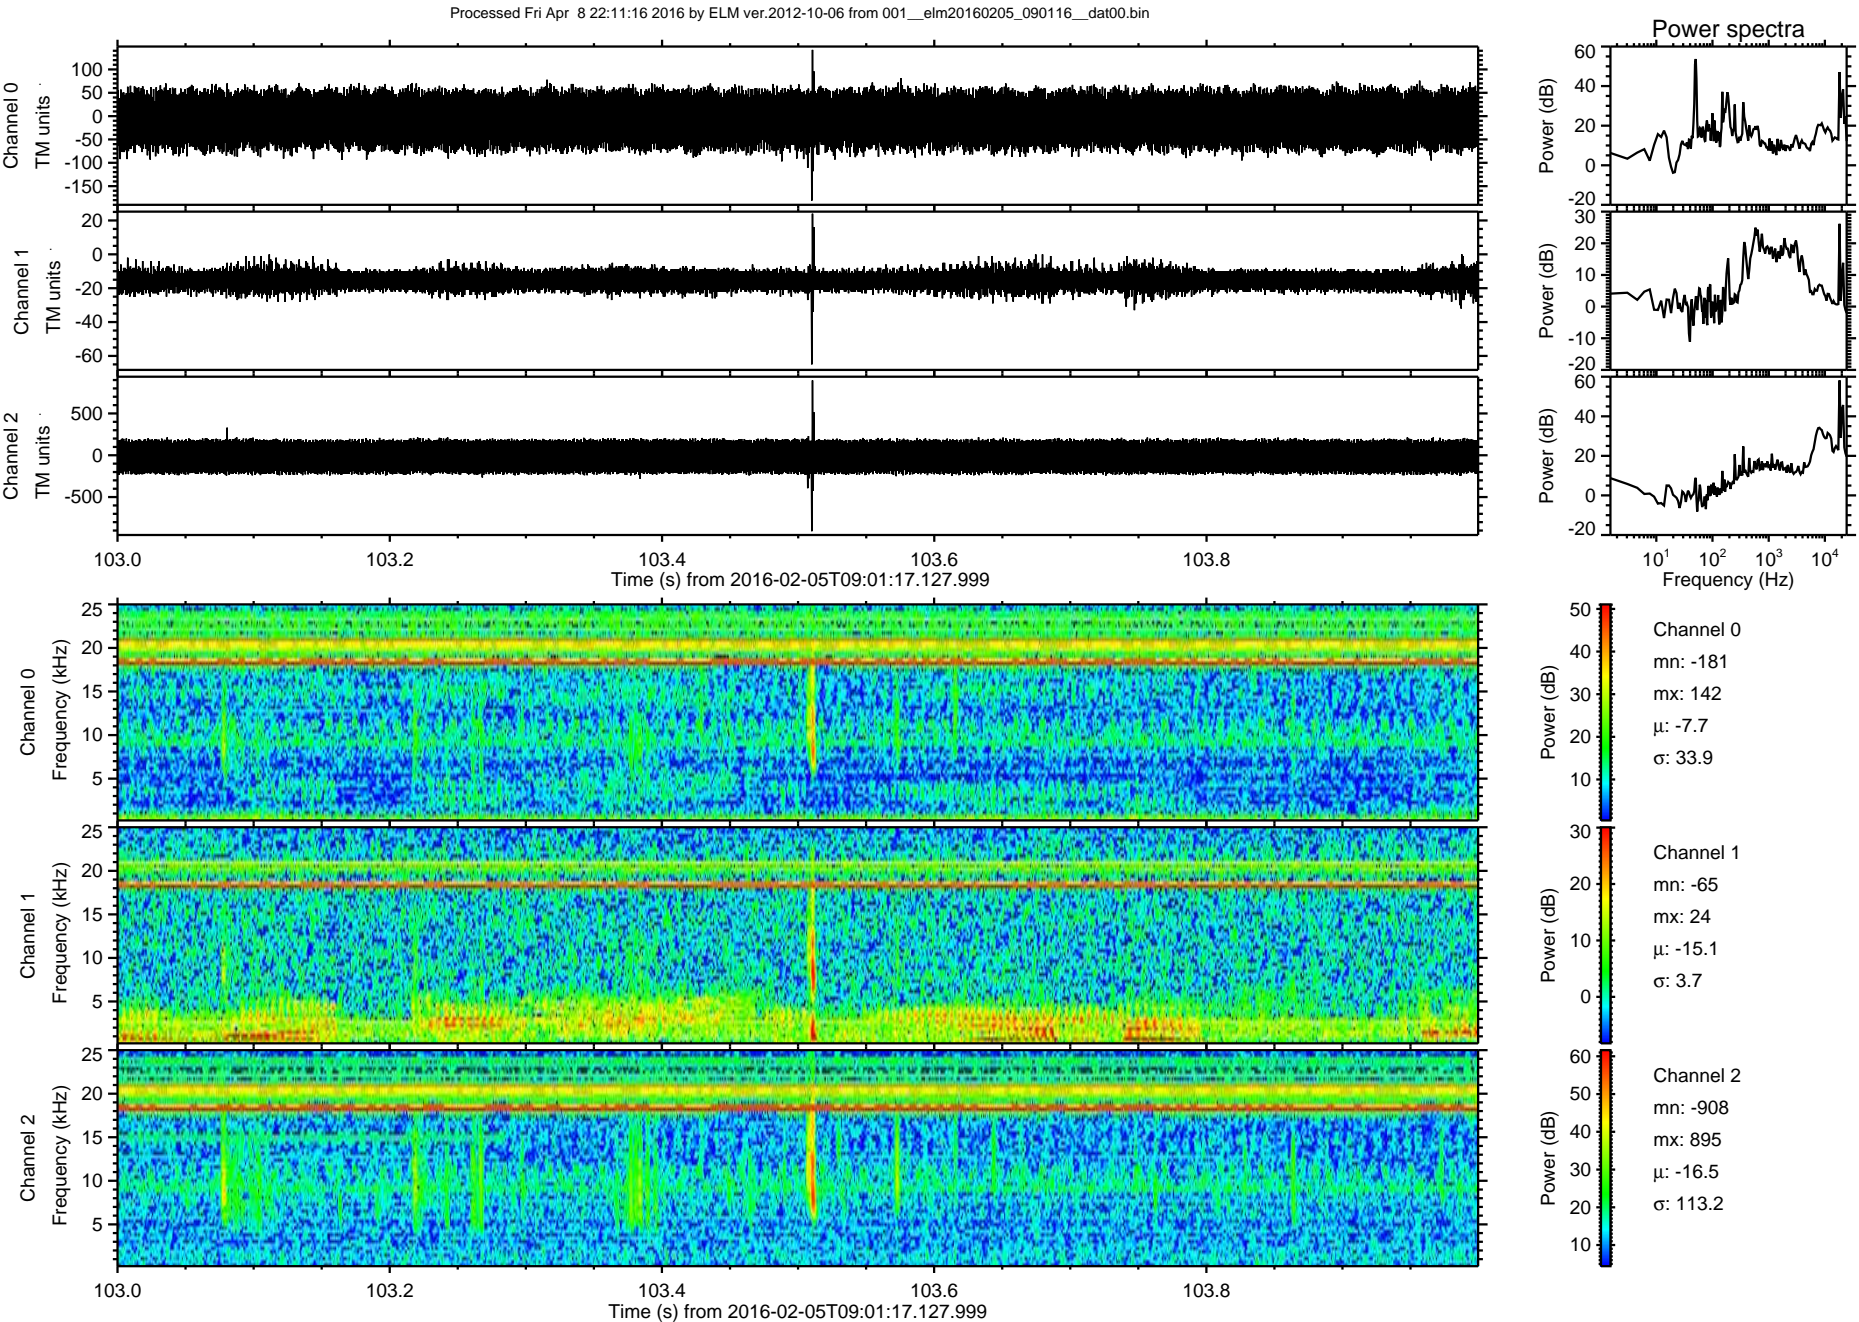 Processed Fri Apr  8 22:11:16 2016 by ELM ver.2012-10-06 from 001__elm20160205_090116__dat00.bin
Power spectra
Channel 0
TM units
100
50
0
-50
-100
-150
Power (dB)
60
40
20
0
-20
Channel 1
TM units
20
0
-20
-40
-60
Power (dB)
30
20
10
0
-10
-20
Channel 2
TM units
500
0
-500
Power (dB)
60
40
20
0
-20
103.0 103.2 103.4 103.6 103.8
Time (s) from 2016-02-05T09:01:17.127.999
10¹ 10² 10³ 10⁴
Frequency (Hz)
Channel 0
Frequency (kHz)
25
20
15
10
5
Power (dB)
50
40
30
20
10
Channel 0
mn: -181
mx: 142
μ: -7.7
σ: 33.9
Channel 1
Frequency (kHz)
25
20
15
10
5
Power (dB)
30
20
10
0
Channel 1
mn: -65
mx: 24
μ: -15.1
σ: 3.7
Channel 2
Frequency (kHz)
25
20
15
10
5
Power (dB)
60
50
40
30
20
10
Channel 2
mn: -908
mx: 895
μ: -16.5
σ: 113.2
103.0 103.2 103.4 103.6 103.8
Time (s) from 2016-02-05T09:01:17.127.999